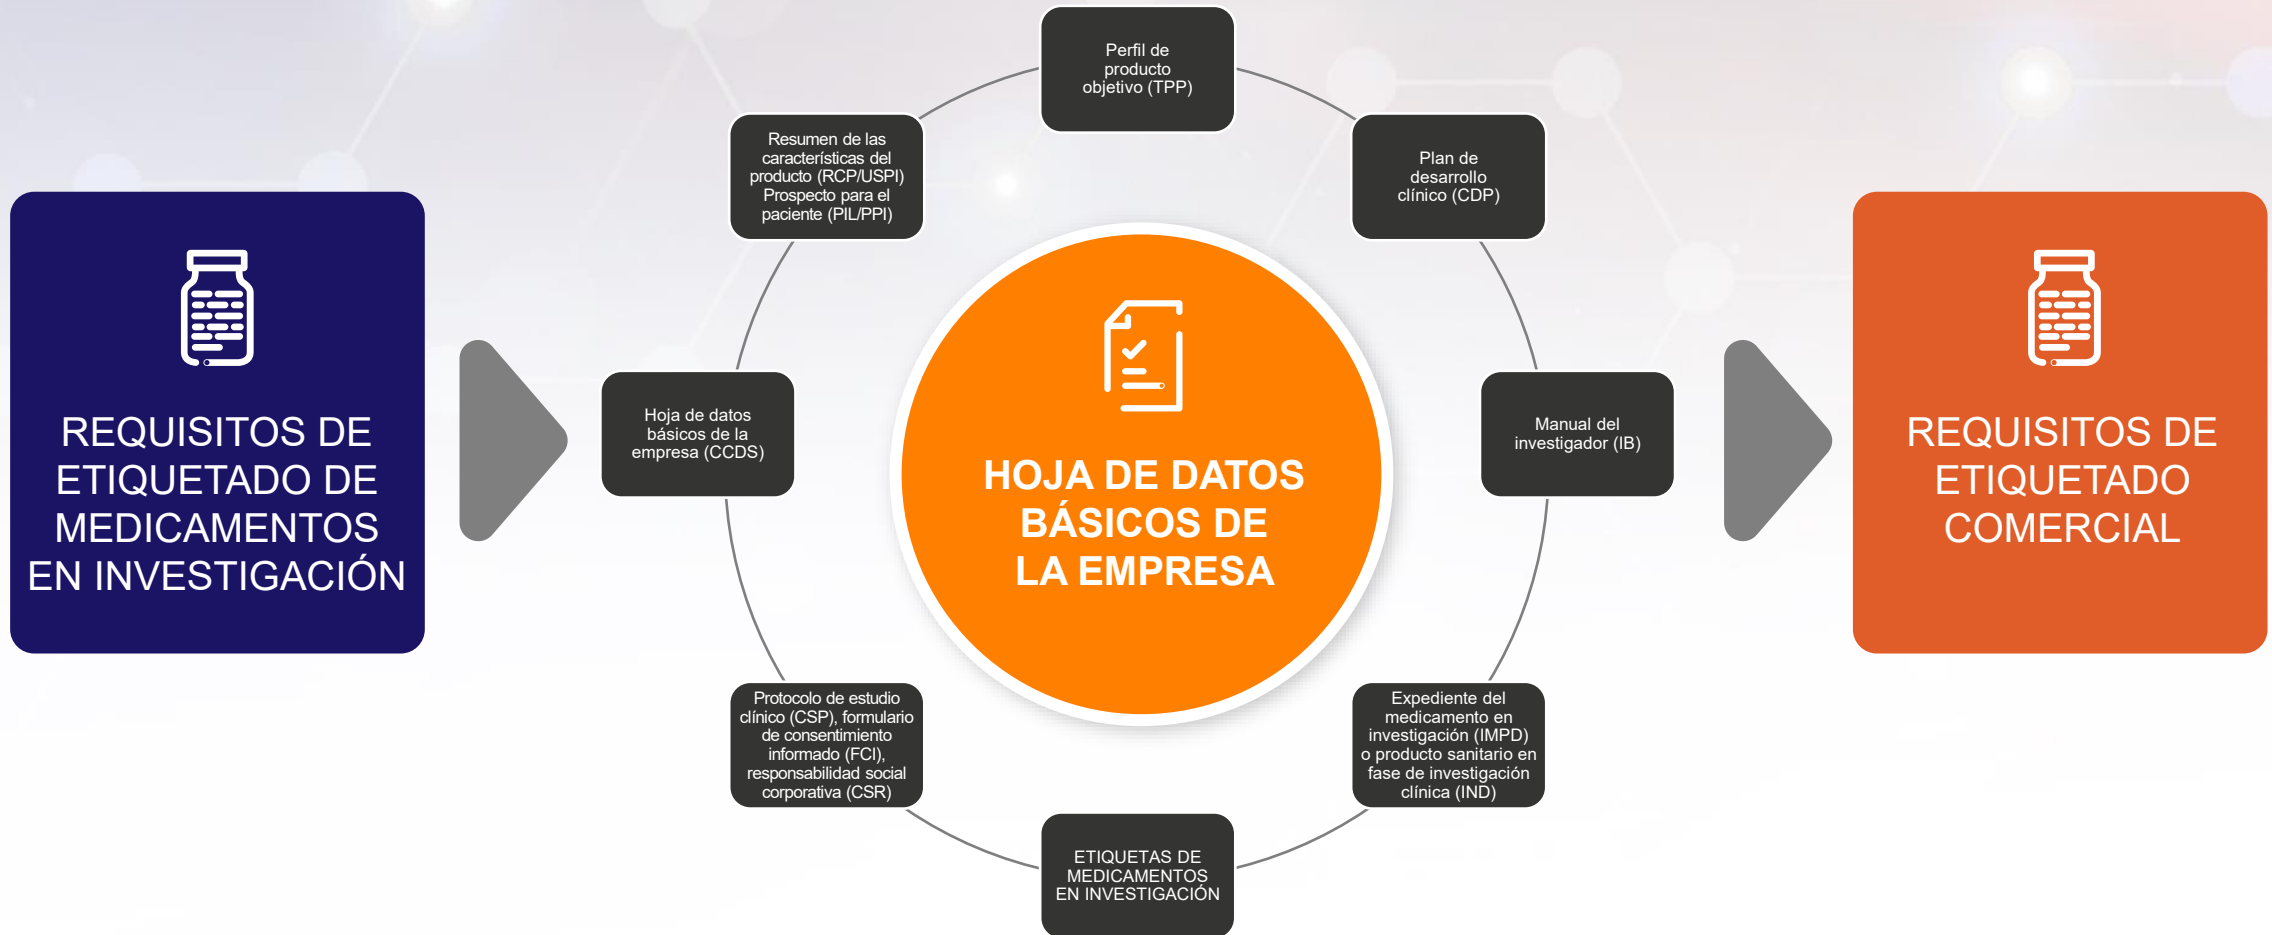 REQUISITOS DE
ETIQUETADO DE
MEDICAMENTOS
EN INVESTIGACIÓN
Perfil de
producto
objetivo (TPP)
Plan de
desarrollo
clínico (CDP)
Manual del
investigador (IB)
Expediente del
medicamento en
investigación (IMPD)
o producto sanitario en
fase de investigación
clínica (IND)
ETIQUETAS DE
MEDICAMENTOS
EN INVESTIGACIÓN
Protocolo de estudio
clínico (CSP), formulario
de consentimiento
informado (FCI),
responsabilidad social
corporativa (CSR)
Hoja de datos
básicos de la
empresa (CCDS)
Resumen de las
características del
producto (RCP/USPI)
Prospecto para el
paciente (PIL/PPI)
HOJA DE DATOS
BÁSICOS DE
LA EMPRESA
REQUISITOS DE
ETIQUETADO
COMERCIAL